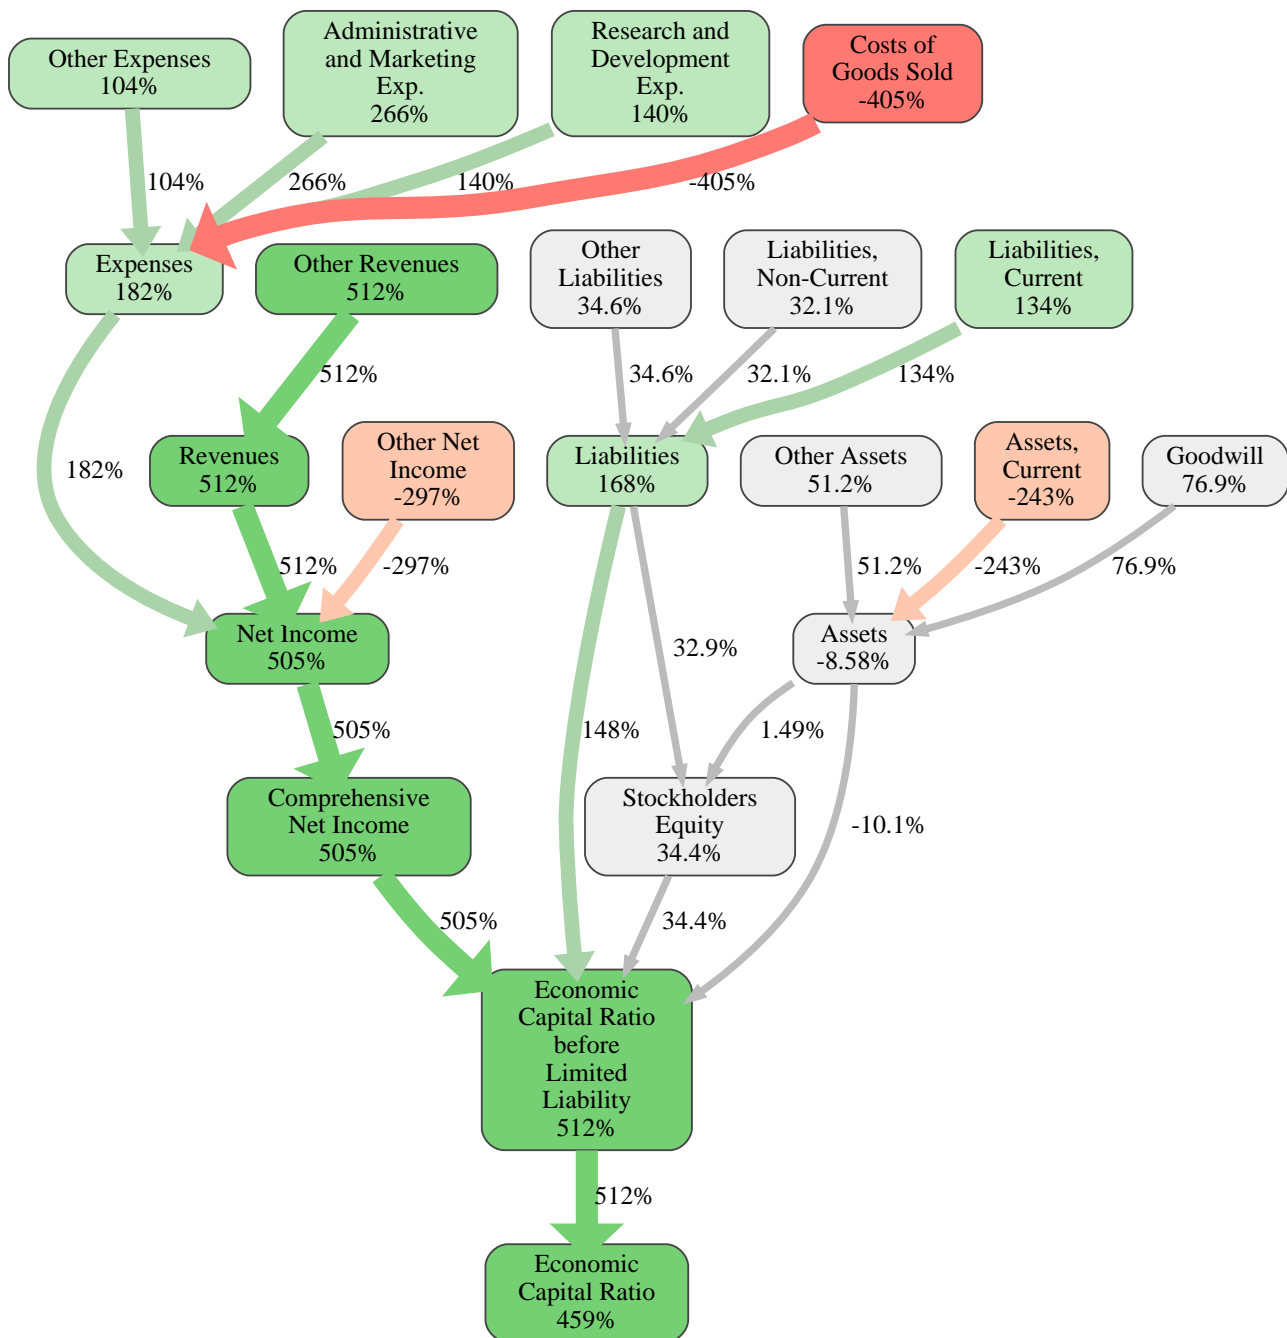 Other Expenses
104%
Administrative
and Marketing
Exp.
266%
Research and
Development
Exp.
140%
Costs of
Goods Sold
-405%
104%
266%
140%
-405%
Expenses
182%
Other Revenues
512%
Other
Liabilities
34.6%
Liabilities,
Non-Current
32.1%
Liabilities,
Current
134%
512%
34.6%
32.1%
134%
182%
Revenues
512%
Other Net
Income
-297%
Liabilities
168%
Other Assets
51.2%
Assets,
Current
-243%
Goodwill
76.9%
512%
-297%
51.2%
-243%
76.9%
Net Income
505%
32.9%
Assets
-8.58%
505%
148%
1.49%
-10.1%
Comprehensive
Net Income
505%
Stockholders
Equity
34.4%
505%
34.4%
Economic
Capital Ratio
before
Limited
Liability
512%
512%
Economic
Capital Ratio
459%